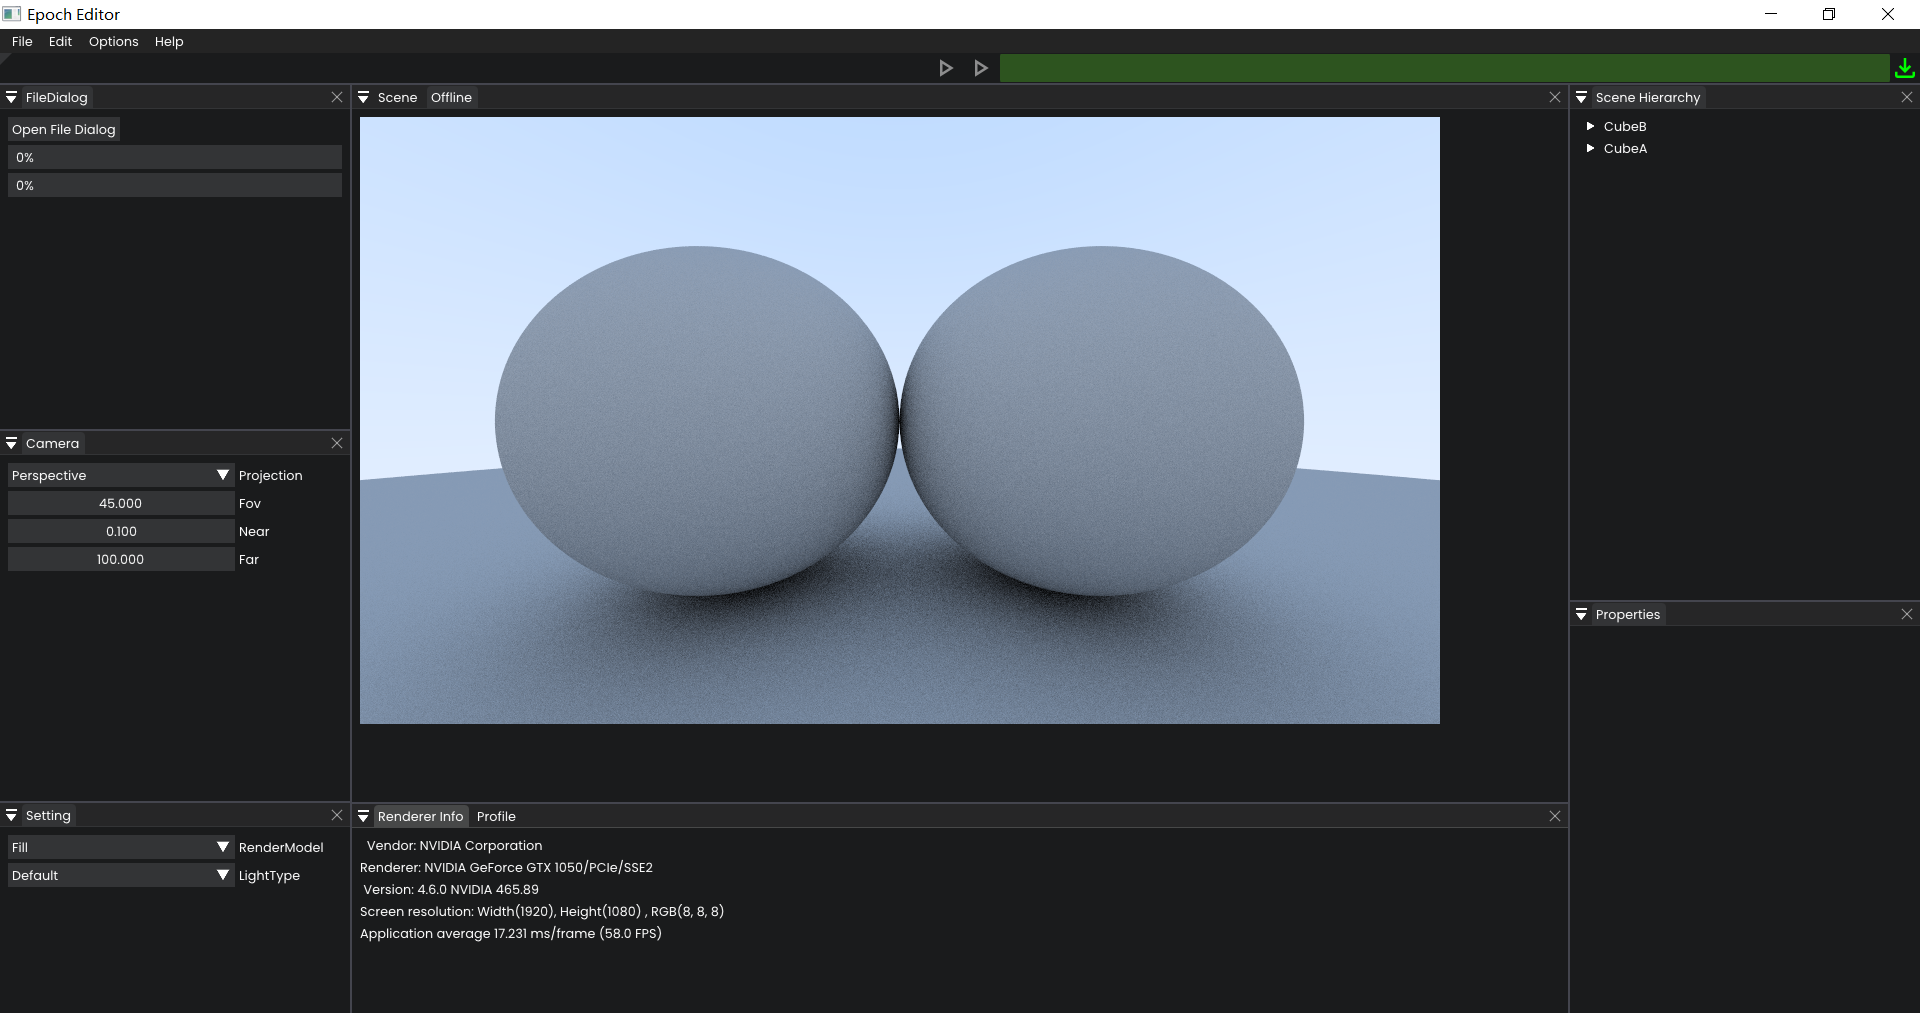 Epoch Editor
File Edit Options Help
FileDialog
Open File Dialog
0%
0%
Camera
Perspective Projection
45.000 Fov
0.100 Near
100.000 Far
Setting
Fill RenderModel
Default LightType
Scene Offline
Renderer Info Profile
Vendor: NVIDIA Corporation
Renderer: NVIDIA GeForce GTX 1050/PCIe/SSE2
Version: 4.6.0 NVIDIA 465.89
Screen resolution: Width(1920), Height(1080) , RGB(8, 8, 8)
Application average 17.231 ms/frame (58.0 FPS)
Scene Hierarchy
CubeB
CubeA
Properties